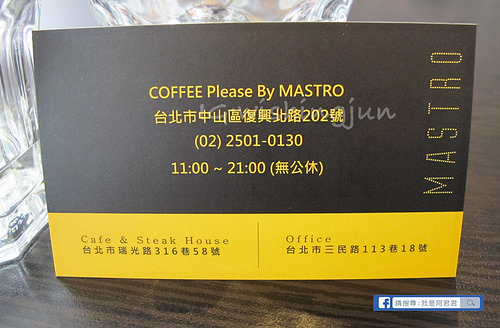 COFFEE Please By MASTRO
台北市中山區復興北路202號
(02) 2501-0130
11:00 ~ 21:00 (無公休)
MASTRO
Cafe & Steak House
台北市瑞光路316巷58號
Office
台北市三民路113巷18號
請搜尋:我是阿君君